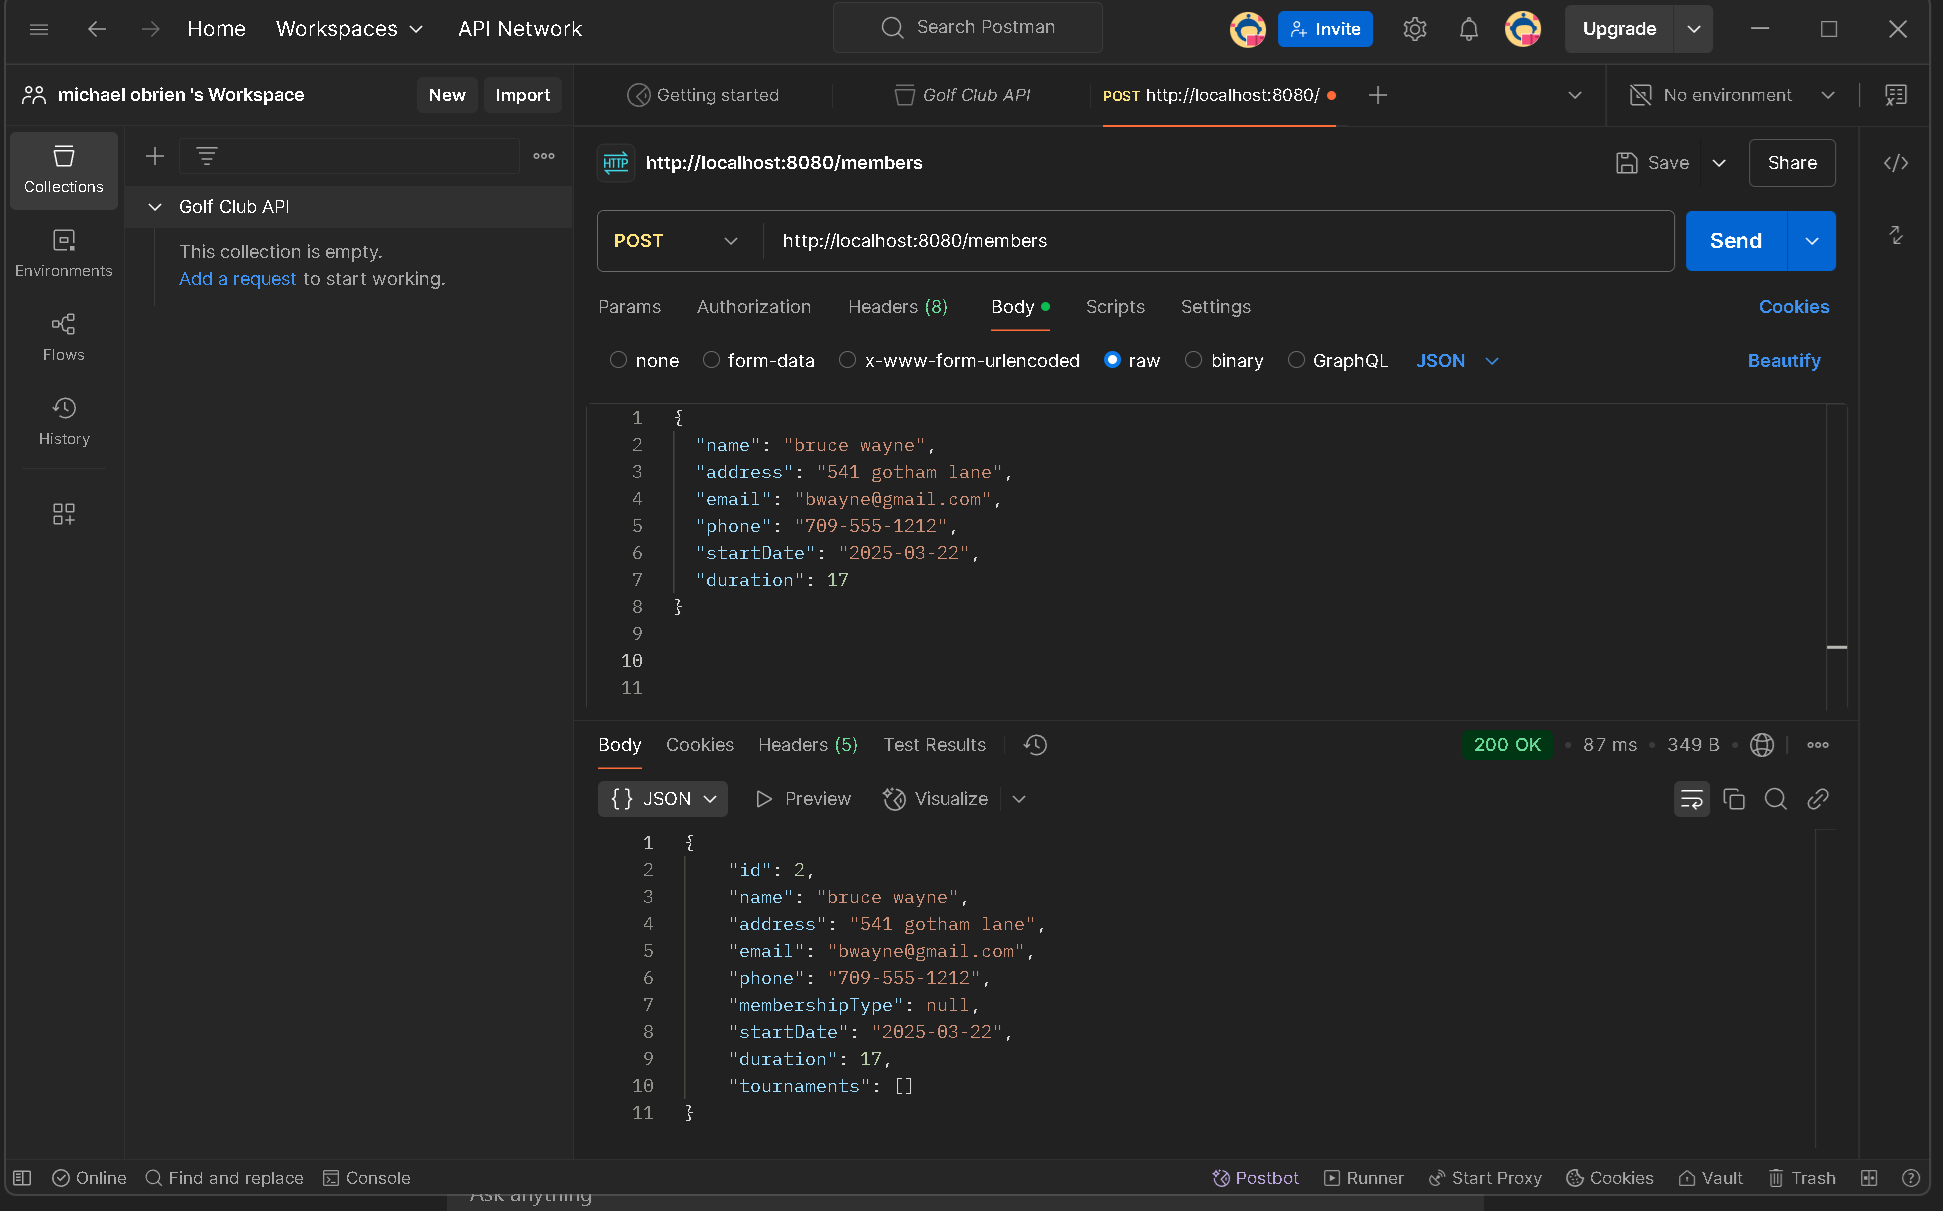 Home Workspaces API Network Search Postman Invite Upgrade
michael obrien 's Workspace New Import Getting started Golf Club API POST http://localhost:8080/ No environment
Collections
Environments
Flows
History
Golf Club API
This collection is empty.
Add a request to start working.
HTTP http://localhost:8080/members Save Share
POST http://localhost:8080/members Send
Params Authorization Headers (8) Body Scripts Settings Cookies
none form-data x-www-form-urlencoded raw binary GraphQL JSON Beautify
1 {
2 "name": "bruce wayne",
3 "address": "541 gotham lane",
4 "email": "bwayne@gmail.com",
5 "phone": "709-555-1212",
6 "startDate": "2025-03-22",
7 "duration": 17
8 }
9
10
11
Body Cookies Headers (5) Test Results 200 OK • 87 ms • 349 B •
{} JSON Preview Visualize
1 {
2 "id": 2,
3 "name": "bruce wayne",
4 "address": "541 gotham lane",
5 "email": "bwayne@gmail.com",
6 "phone": "709-555-1212",
7 "membershipType": null,
8 "startDate": "2025-03-22",
9 "duration": 17,
10 "tournaments": []
11 }
Online Find and replace Console Postbot Runner Start Proxy Cookies Vault Trash
Ask anything